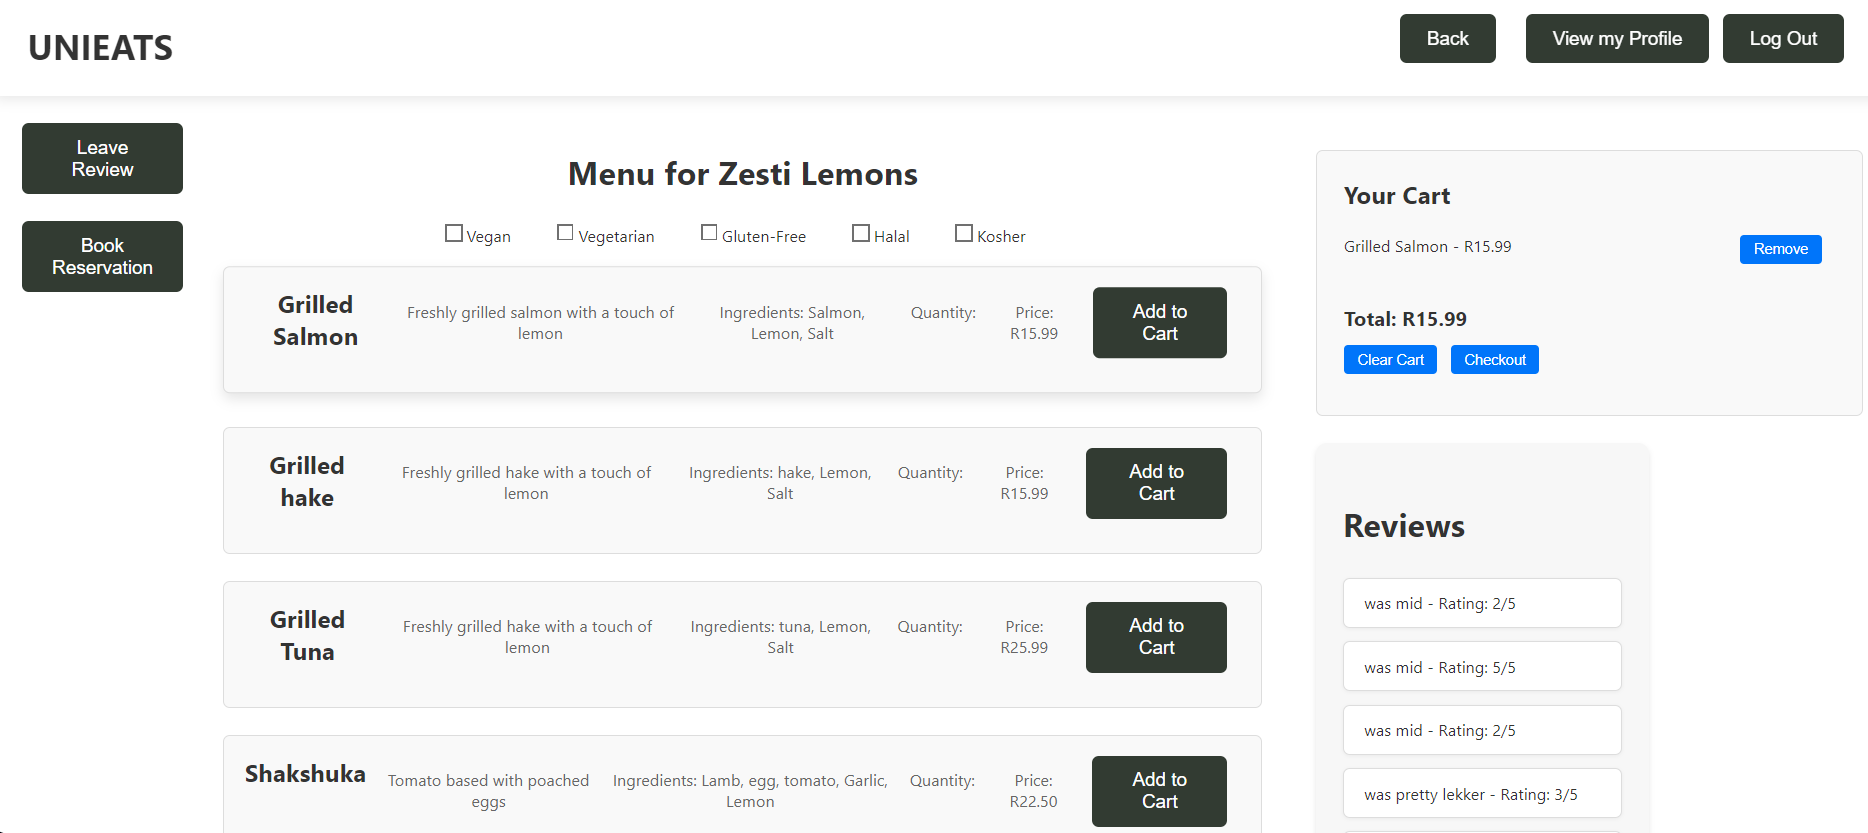 UNIEATS
Back
View my Profile
Log Out
Leave
Review
Book
Reservation
Menu for Zesti Lemons
Vegan
Vegetarian
Gluten-Free
Halal
Kosher
Grilled
Salmon
Freshly grilled salmon with a touch of
lemon
Ingredients: Salmon,
Lemon, Salt
Quantity:
Price:
R15.99
Add to
Cart
Grilled
hake
Freshly grilled hake with a touch of
lemon
Ingredients: hake, Lemon,
Salt
Quantity:
Price:
R15.99
Add to
Cart
Grilled
Tuna
Freshly grilled hake with a touch of
lemon
Ingredients: tuna, Lemon,
Salt
Quantity:
Price:
R25.99
Add to
Cart
Shakshuka
Tomato based with poached
eggs
Ingredients: Lamb, egg, tomato, Garlic,
Lemon
Quantity:
Price:
R22.50
Add to
Cart
Your Cart
Grilled Salmon - R15.99
Remove
Total: R15.99
Clear Cart
Checkout
Reviews
was mid - Rating: 2/5
was mid - Rating: 5/5
was mid - Rating: 2/5
was pretty lekker - Rating: 3/5